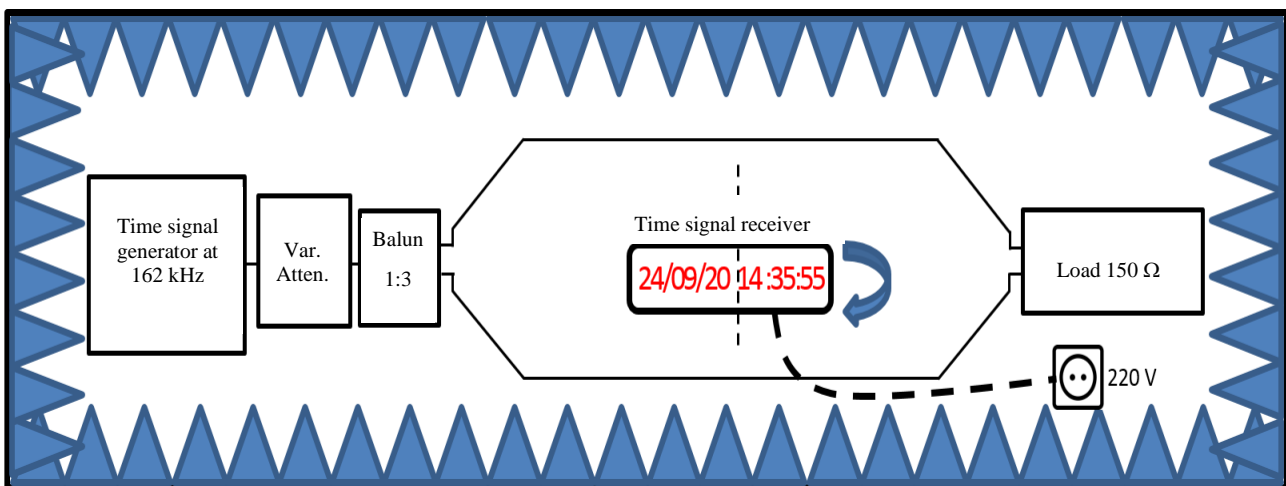 Time signal
generator at
162 kHz
Var.
Atten.
Balun
1:3
Time signal receiver
24/09/20 14 :35:55
Load 150 Ω
220 V